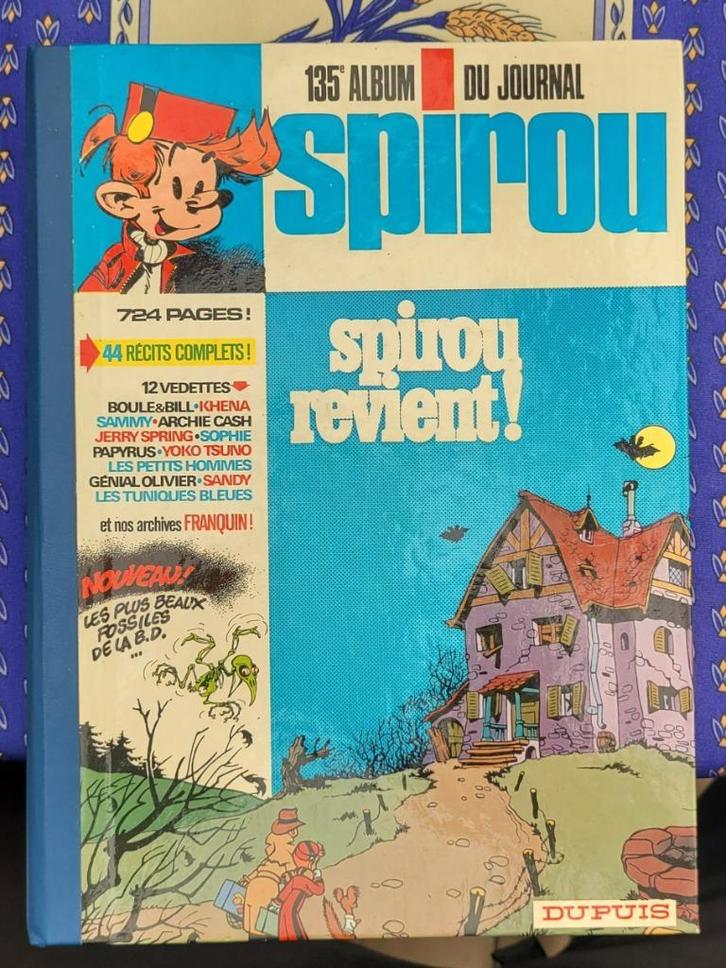 135e ALBUM DU JOURNAL
spirou
724 PAGES!
44 RÉCITS COMPLETS!
12 VEDETTES
BOULE&BILL•KHENA
SAMMY•ARCHIE CASH
JERRY SPRING•SOPHIE
PAPYRUS•YOKO TSUNO
LES PETITS HOMMES
GÉNIAL OLIVIER•SANDY
LES TUNIQUES BLEUES
et nos archives FRANQUIN!
NOUVEAU!
LES PLUS BEAUX
FOSSILES
DE LA B.D.
...
spirou
revient!
DUPUIS